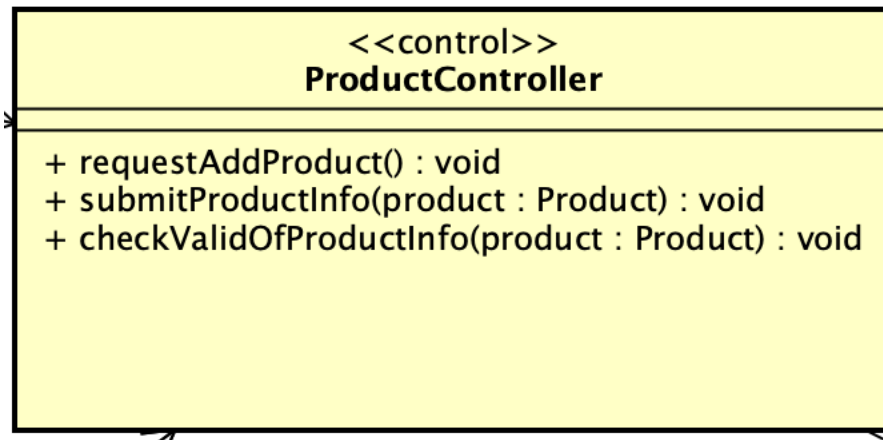 <<control>>
ProductController
+ requestAddProduct() : void
+ submitProductInfo(product : Product) : void
+ checkValidOfProductInfo(product : Product) : void